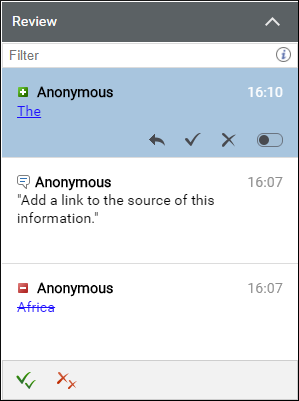 Review
Filter
Anonymous 16:10
The
Anonymous 16:07
"Add a link to the source of this
information."
Anonymous 16:07
Africa